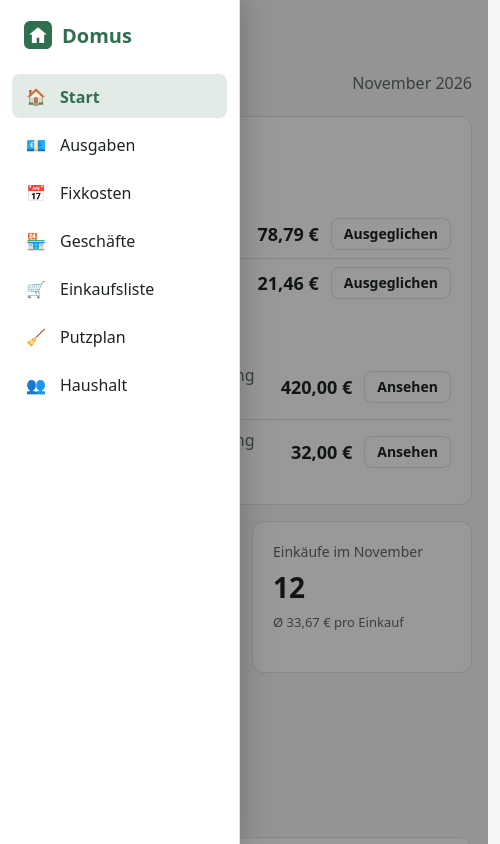 Domus
Start
Ausgaben
Fixkosten
Geschäfte
Einkaufsliste
Putzplan
Haushalt
November 2026
78,79 € Ausgeglichen
21,46 € Ausgeglichen
420,00 € Ansehen
32,00 € Ansehen
Einkäufe im November
12
Ø 33,67 € pro Einkauf